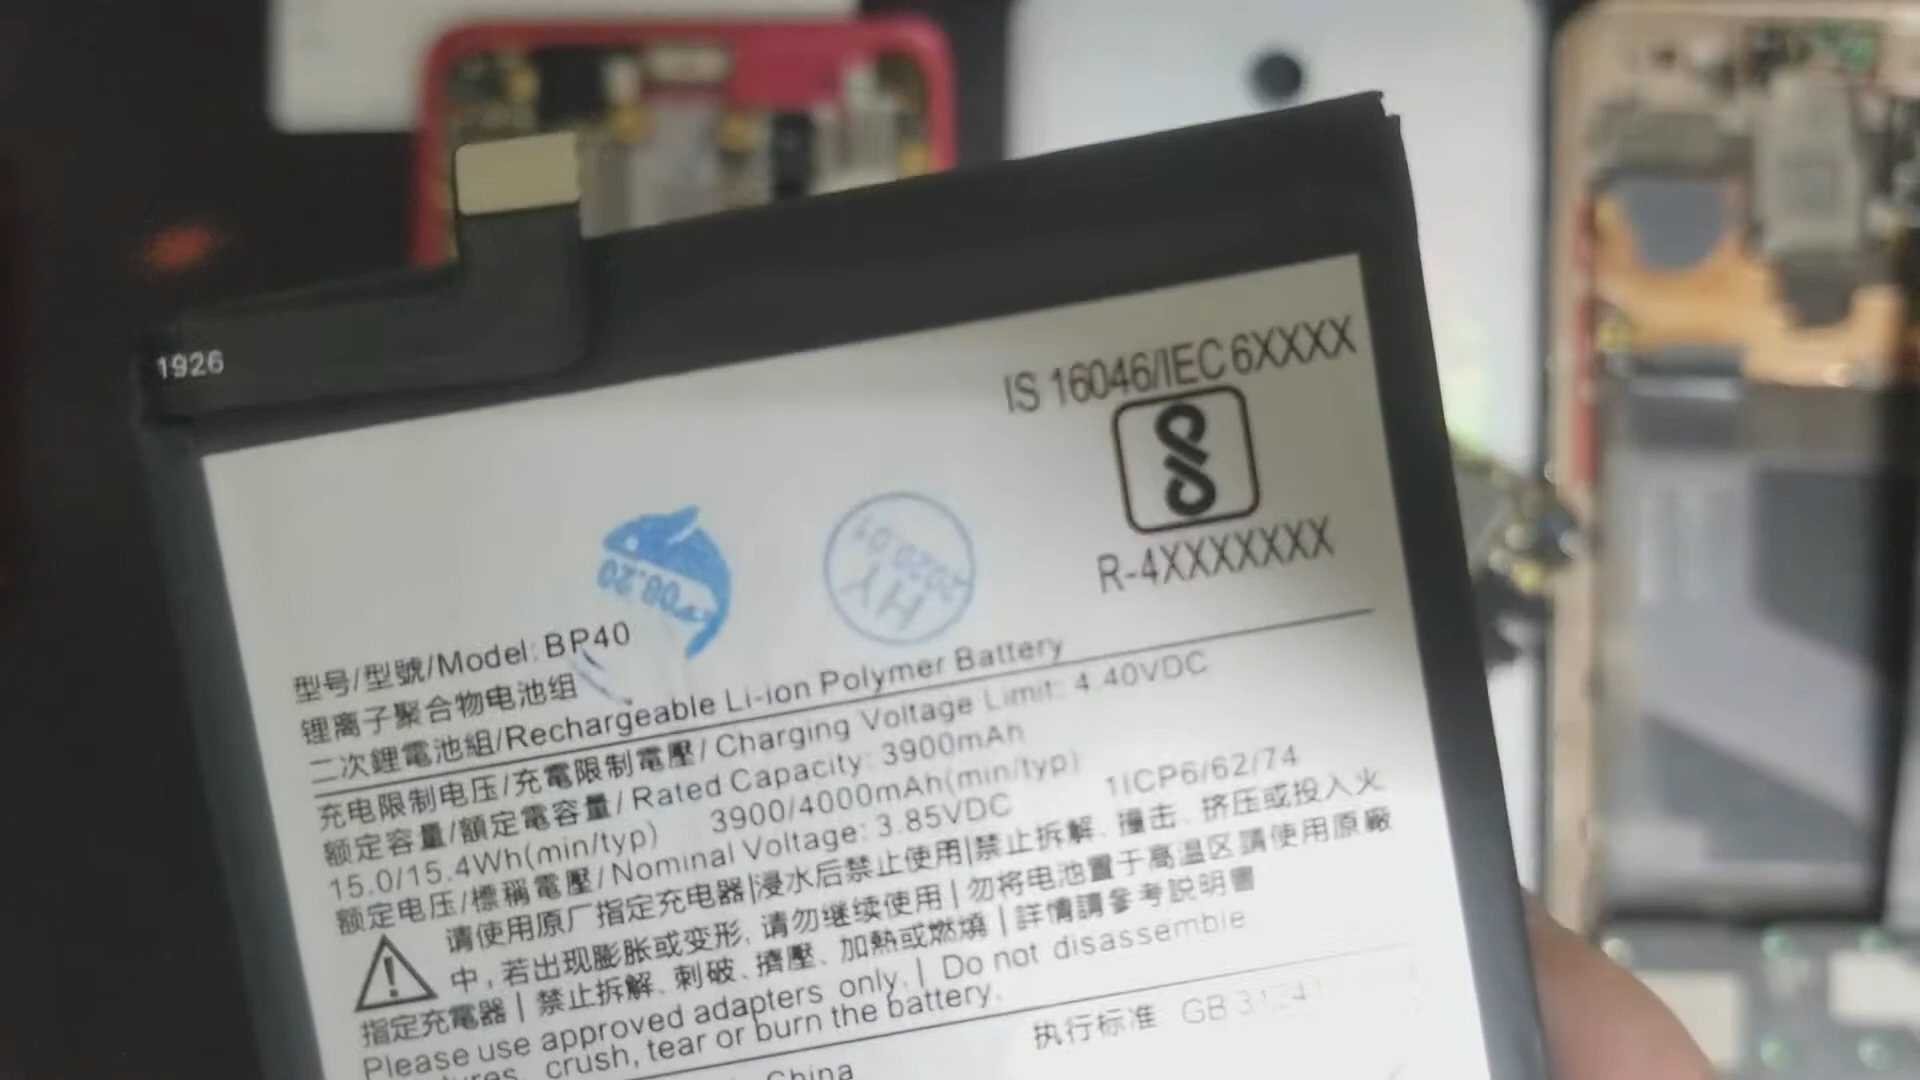 1926
IS 16046/IEC 6XXXX
R-4XXXXXXX
08.20
2020.01
HY
型号/型號/Model: BP40
锂离子聚合物电池组
二次鋰電池組/Rechargeable Li-ion Polymer Battery
充电限制电压/充電限制電壓/Charging Voltage Limit: 4.40VDC
额定容量/額定電容量/Rated Capacity: 3900mAh
15.0/15.4Wh(min/typ) 3900/4000mAh(min/typ)
额定电压/標稱電壓/Nominal Voltage: 3.85VDC 1ICP6/62/74
请使用原厂指定充电器|浸水后禁止使用|禁止拆解、撞击、挤压或投入火
中,若出现膨胀或变形,请勿继续使用|勿将电池置于高温区請使用原廠
指定充電器|禁止拆解、刺破、擠壓、加熱或燃燒|詳情請參考説明書
Please use approved adapters only. | Do not disassemble
crush, tear or burn the battery.
执行标准 GB
China